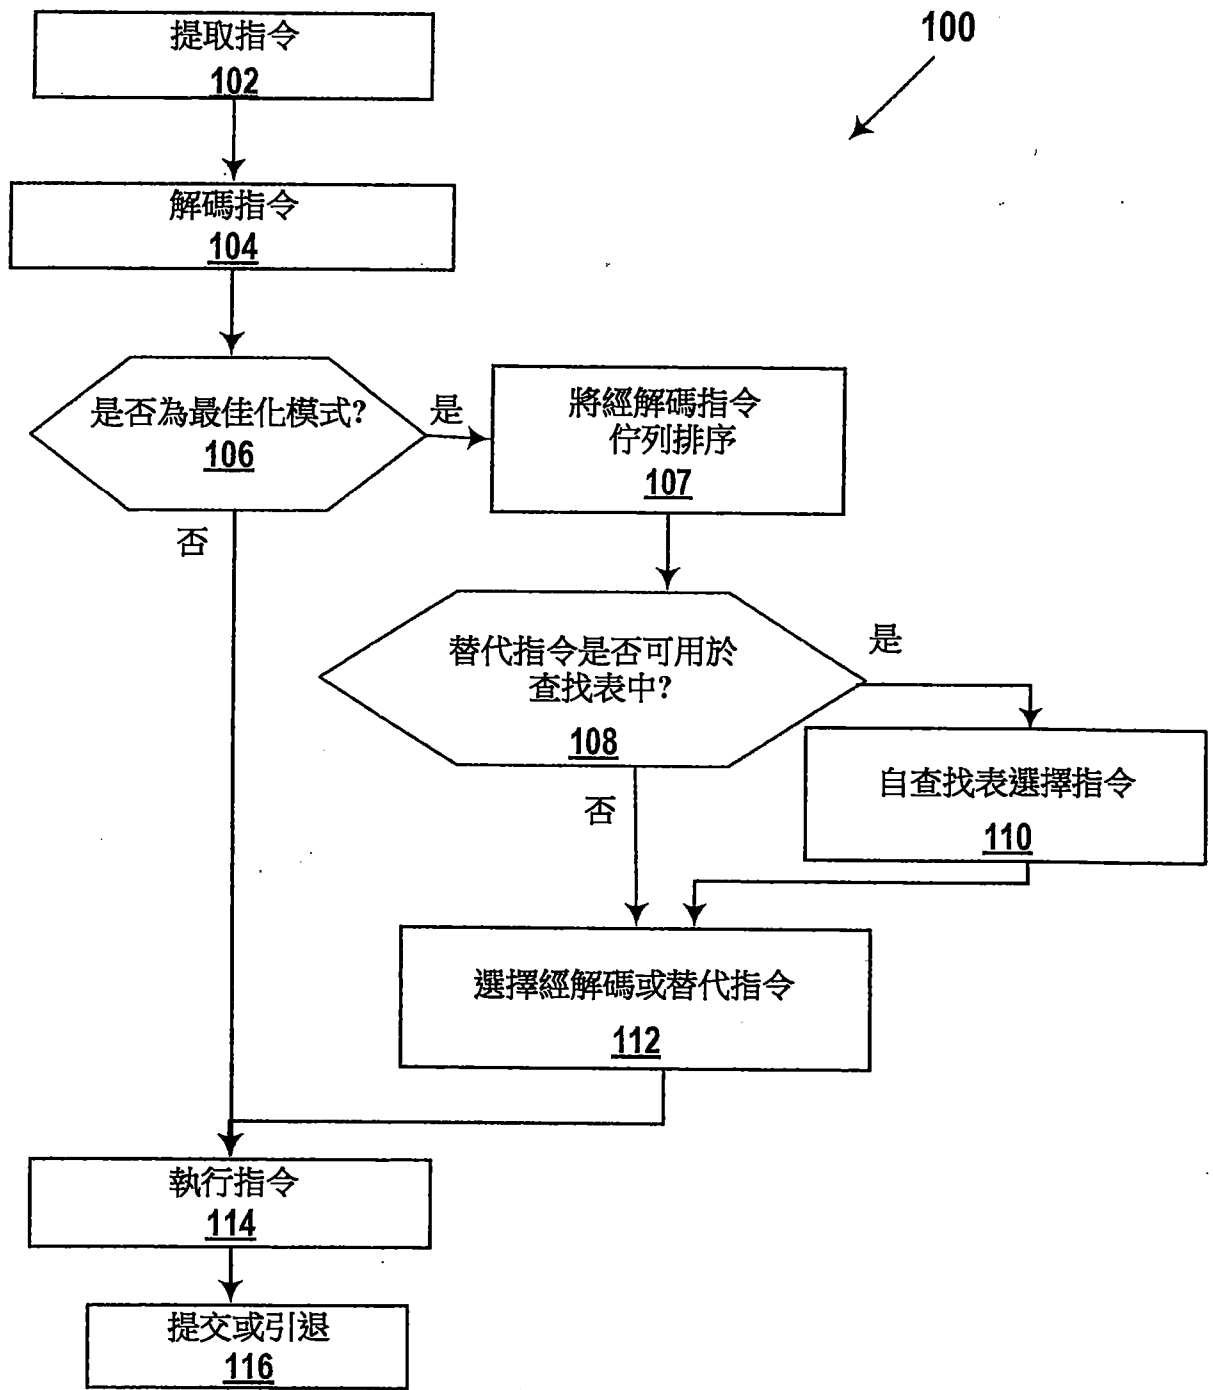 100
提取指令
102
解碼指令
104
是否為最佳化模式?
106
是
否
將經解碼指令
佇列排序
107
替代指令是否可用於
查找表中?
108
是
否
自查找表選擇指令
110
選擇經解碼或替代指令
112
執行指令
114
提交或引退
116